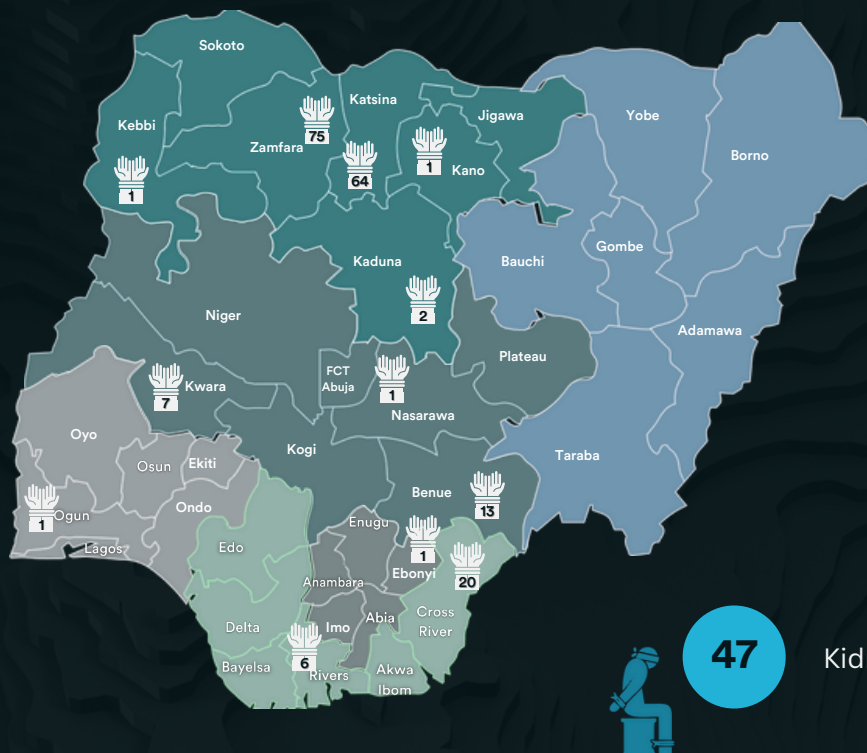 Sokoto
Katsina
Kebbi
Zamfara
75
Jigawa
Yobe
Borno
1
64
1
Kano
Kaduna
2
Bauchi
Gombe
Niger
Adamawa
Plateau
FCT
Abuja
1
Kwara
7
Nasarawa
Oyo
Osun
Ekiti
Kogi
Taraba
Benue
13
1
Ogun
Ondo
Lagos
Enugu
1
Edo
Ebonyi
20
Anambara
Cross
River
Delta
Imo
Abia
Bayelsa
6
Rivers
Akwa
Ibom
47
Kid